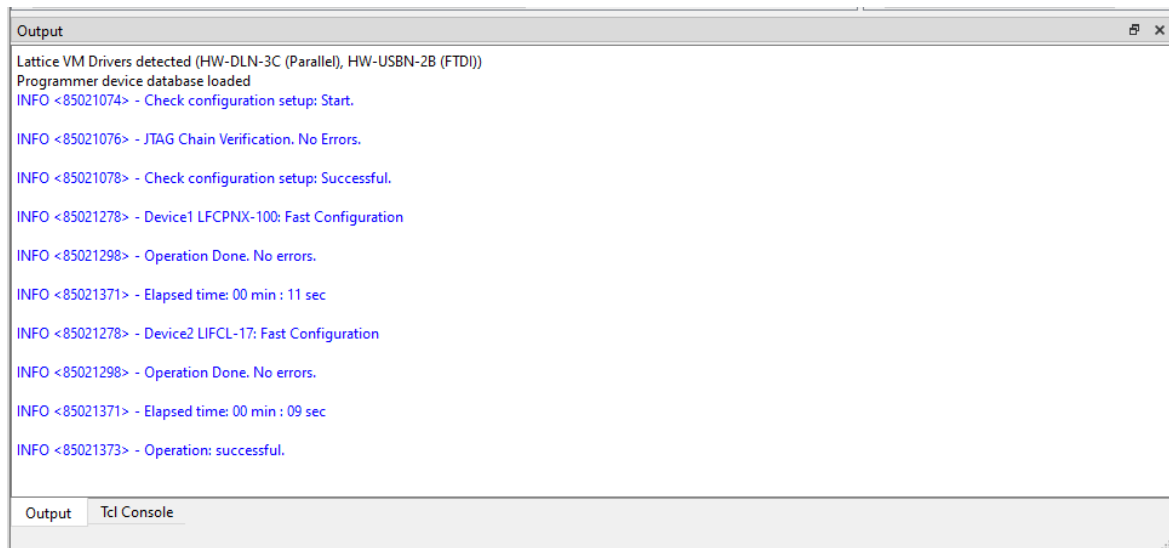 Output
Lattice VM Drivers detected (HW-DLN-3C (Parallel), HW-USBN-2B (FTDI))
Programmer device database loaded
INFO <85021074> - Check configuration setup: Start.
INFO <85021076> - JTAG Chain Verification. No Errors.
INFO <85021078> - Check configuration setup: Successful.
INFO <85021278> - Device1 LFCPNX-100: Fast Configuration
INFO <85021298> - Operation Done. No errors.
INFO <85021371> - Elapsed time: 00 min : 11 sec
INFO <85021278> - Device2 LIFCL-17: Fast Configuration
INFO <85021298> - Operation Done. No errors.
INFO <85021371> - Elapsed time: 00 min : 09 sec
INFO <85021373> - Operation: successful.
Output Tcl Console